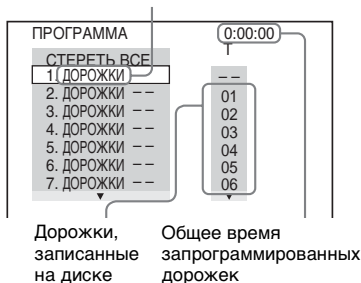 ПРОГРАММА 0:00:00
СТЕРЕТЬ ВСЕ
1. ДОРОЖКИ – –
2. ДОРОЖКИ – – 01
3. ДОРОЖКИ – – 02
4. ДОРОЖКИ – – 03
5. ДОРОЖКИ – – 04
6. ДОРОЖКИ – – 05
7. ДОРОЖКИ – – 06
Дорожки, записанные на диске
Общее время запрограммированных дорожек